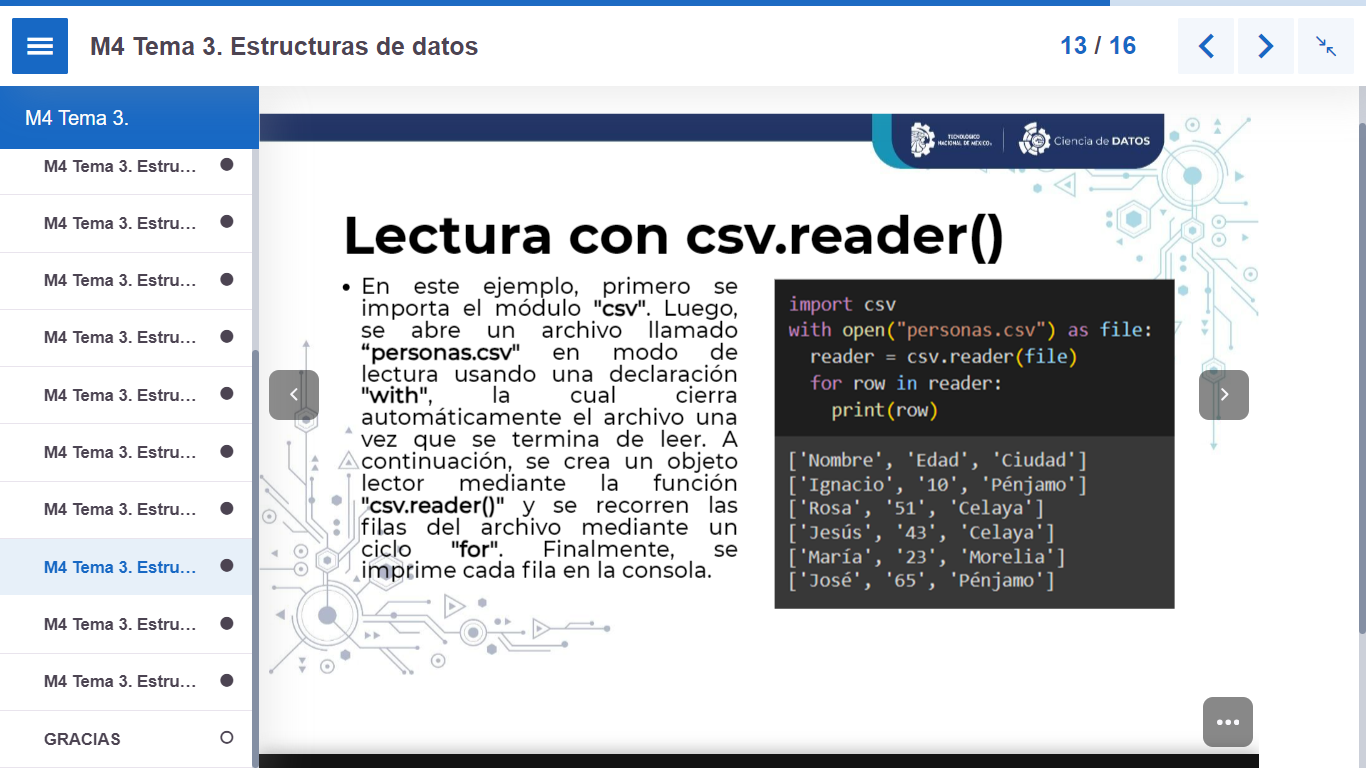 M4 Tema 3. Estructuras de datos
13 / 16
M4 Tema 3.
M4 Tema 3. Estru...
M4 Tema 3. Estru...
M4 Tema 3. Estru...
M4 Tema 3. Estru...
M4 Tema 3. Estru...
M4 Tema 3. Estru...
M4 Tema 3. Estru...
M4 Tema 3. Estru...
M4 Tema 3. Estru...
M4 Tema 3. Estru...
GRACIAS
TECNOLÓGICO
NACIONAL DE MÉXICO
Ciencia de DATOS
Lectura con csv.reader()
• En este ejemplo, primero se
importa el módulo "csv". Luego,
se abre un archivo llamado
“personas.csv" en modo de
lectura usando una declaración
"with", la cual cierra
automáticamente el archivo una
vez que se termina de leer. A
continuación, se crea un objeto
lector mediante la función
"csv.reader()" y se recorren las
filas del archivo mediante un
ciclo "for". Finalmente, se
imprime cada fila en la consola.
import csv
with open("personas.csv") as file:
  reader = csv.reader(file)
  for row in reader:
    print(row)
['Nombre', 'Edad', 'Ciudad']
['Ignacio', '10', 'Pénjamo']
['Rosa', '51', 'Celaya']
['Jesús', '43', 'Celaya']
['María', '23', 'Morelia']
['José', '65', 'Pénjamo']